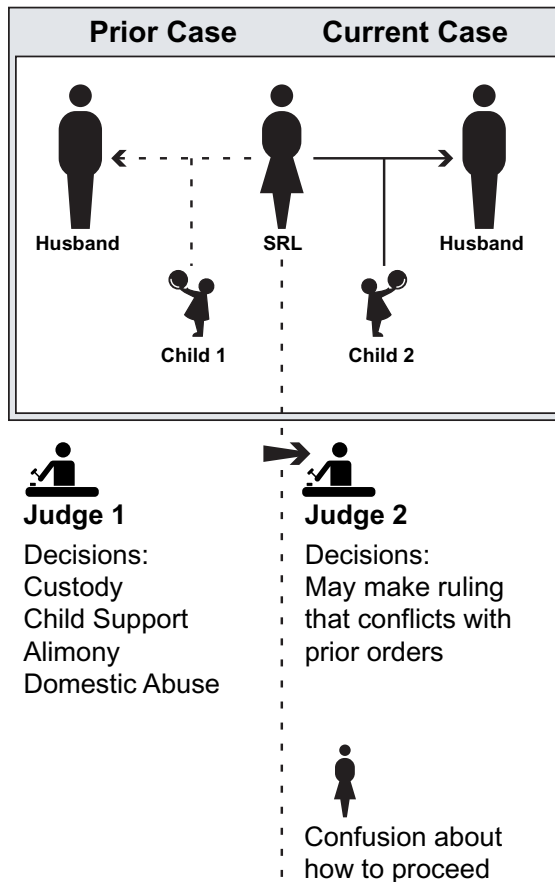 Prior Case
Current Case
Husband
SRL
Husband
Child 1
Child 2
Judge 1
Decisions:
Custody
Child Support
Alimony
Domestic Abuse
Judge 2
Decisions:
May make ruling
that conflicts with
prior orders
Confusion about
how to proceed